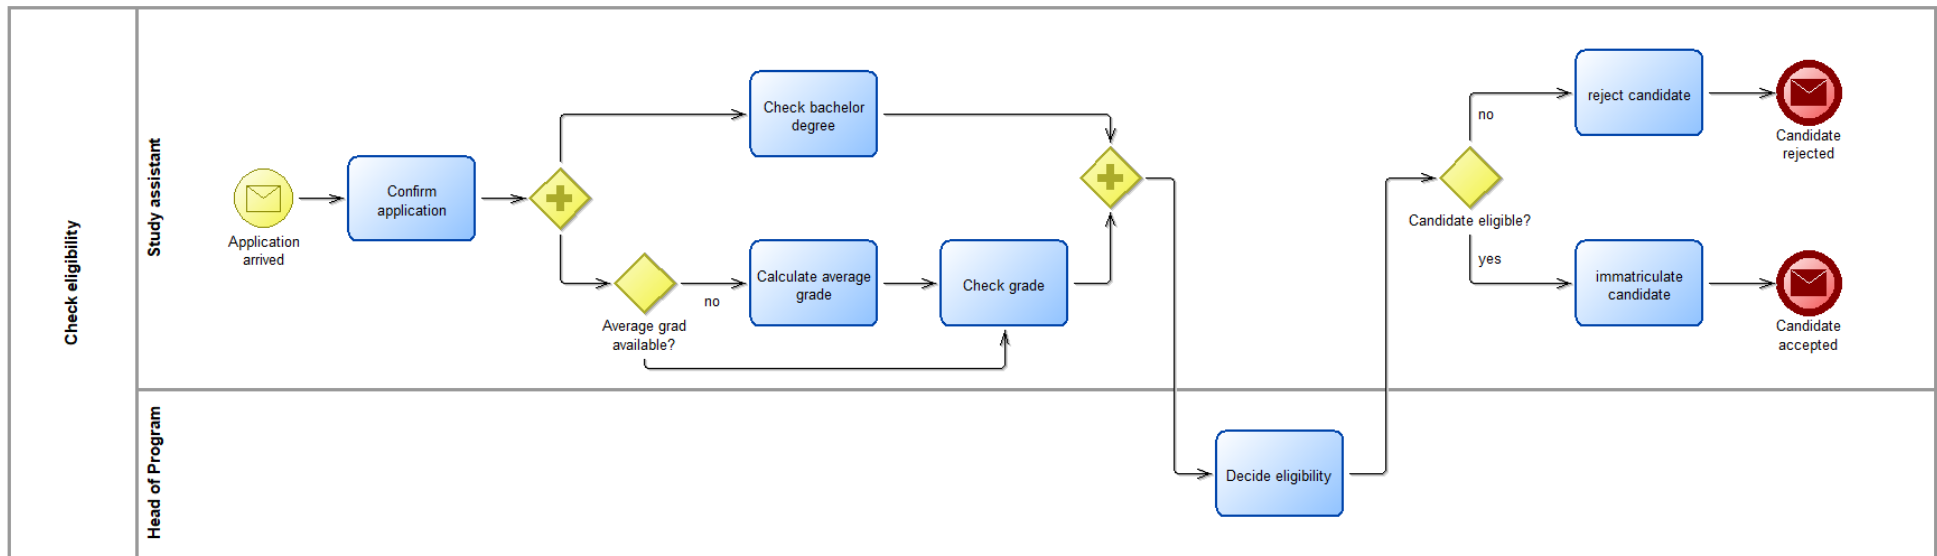 Check eligibility
Study assistant
Head of Program
Application
arrived
Confirm
application
Check bachelor
degree
Average grad
available?
no
Calculate average
grade
Check grade
Decide eligibility
Candidate eligible?
no
yes
reject candidate
Candidate
rejected
immatriculate
candidate
Candidate
accepted